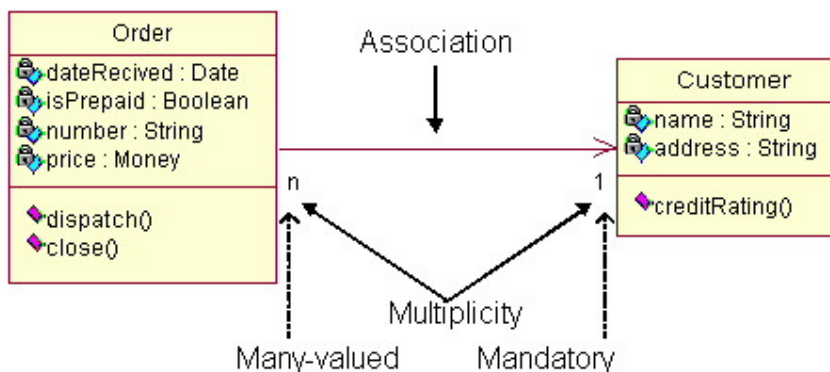 Order
dateRecived : Date
isPrepaid : Boolean
number : String
price : Money
dispatch()
close()
Association
Customer
name : String
address : String
creditRating()
n
1
Multiplicity
Many-valued
Mandatory